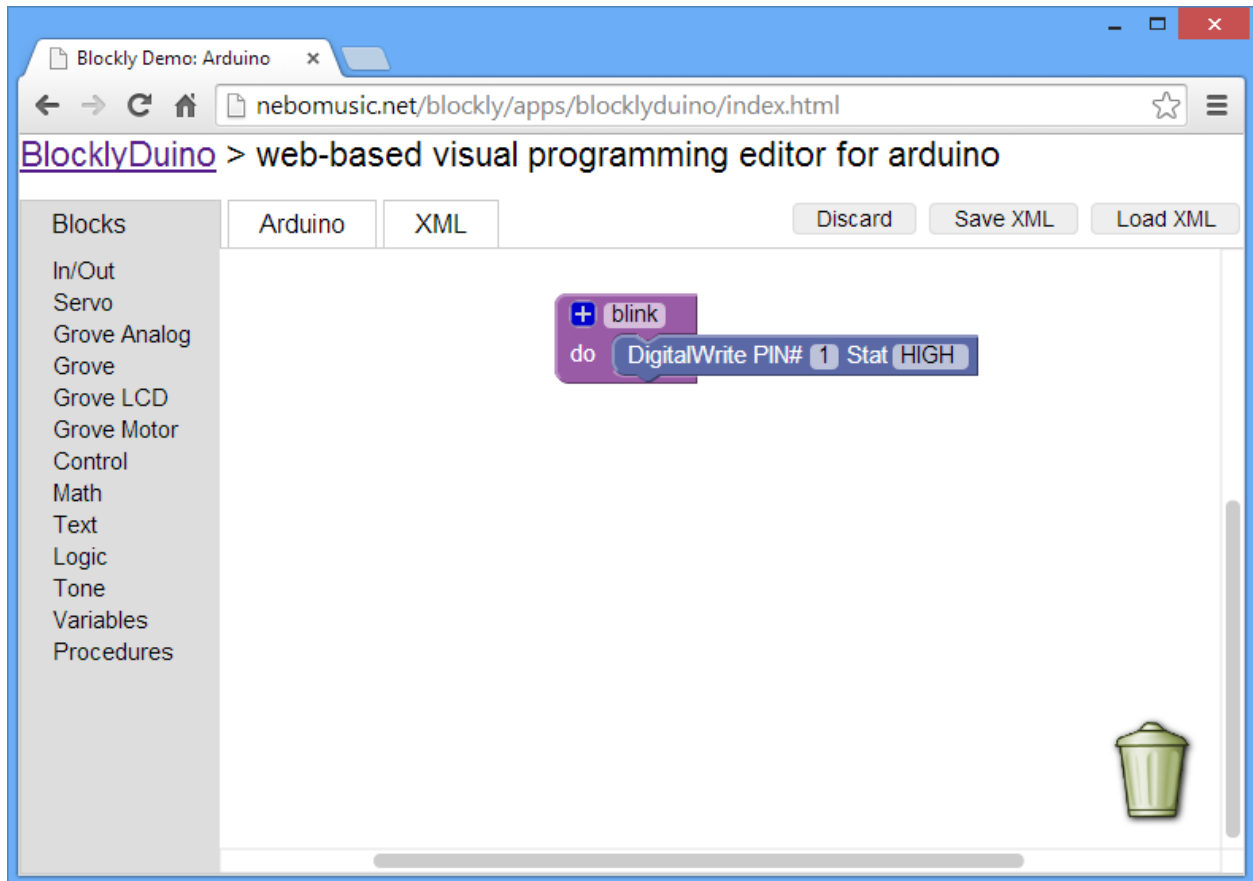 Blockly Demo: Arduino
nebomusic.net/blockly/apps/blocklyduino/index.html
BlocklyDuino > web-based visual programming editor for arduino
Blocks Arduino XML Discard Save XML Load XML
In/Out
Servo
Grove Analog
Grove
Grove LCD
Grove Motor
Control
Math
Text
Logic
Tone
Variables
Procedures
blink
do DigitalWrite PIN# 1 Stat HIGH